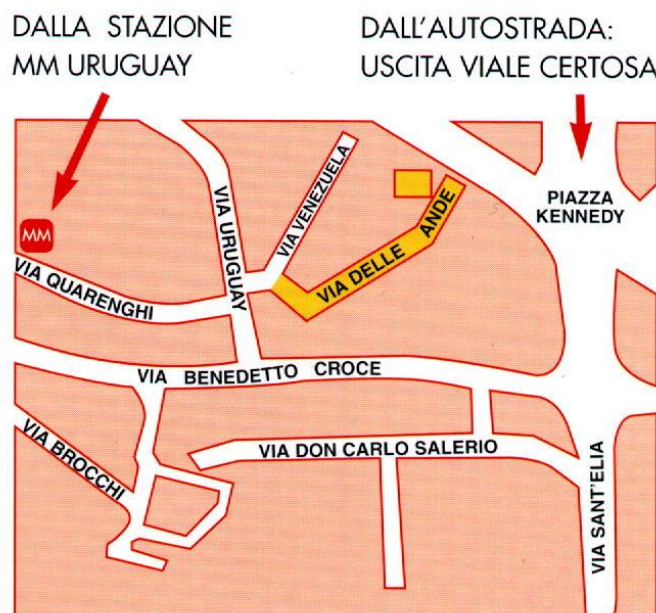 DALLA STAZIONE
MM URUGUAY
DALL'AUTOSTRADA:
USCITA VIALE CERTOSA
MM
VIA QUARENGHI
VIA URUGUAY
VIA VENEZUELA
VIA DELLE ANDE
PIAZZA
KENNEDY
VIA BENEDETTO CROCE
VIA BROCCHI
VIA DON CARLO SALERIO
VIA SANT'ELIA